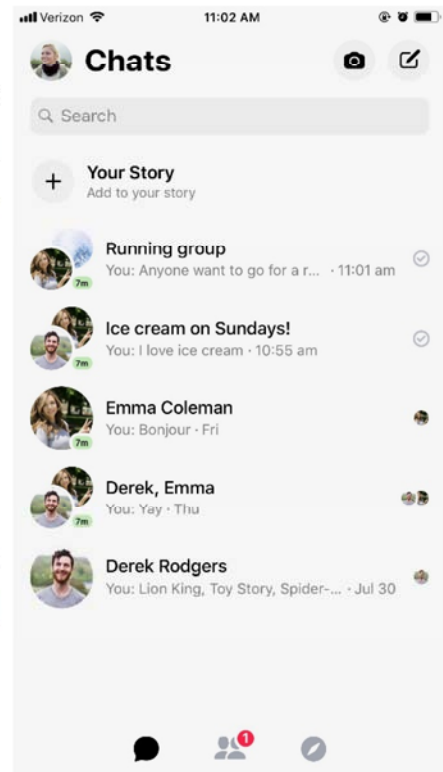 Verizon 11:02 AM
Chats
Search
Your Story
Add to your story
Running group
You: Anyone want to go for a r... · 11:01 am
7m
Ice cream on Sundays!
You: I love ice cream · 10:55 am
7m
Emma Coleman
You: Bonjour · Fri
7m
Derek, Emma
You: Yay · Thu
7m
Derek Rodgers
You: Lion King, Toy Story, Spider-... · Jul 30
1